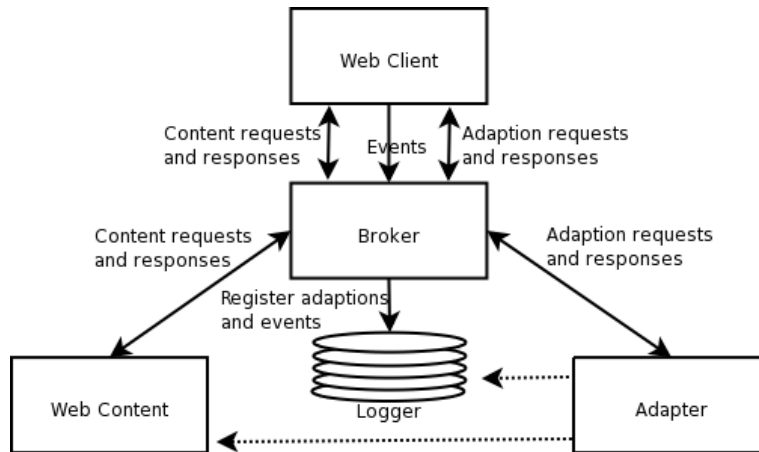 Web Client
Content requests
and responses
Events
Adaption requests
and responses
Broker
Content requests
and responses
Adaption requests
and responses
Register adaptions
and events
Web Content
Logger
Adapter